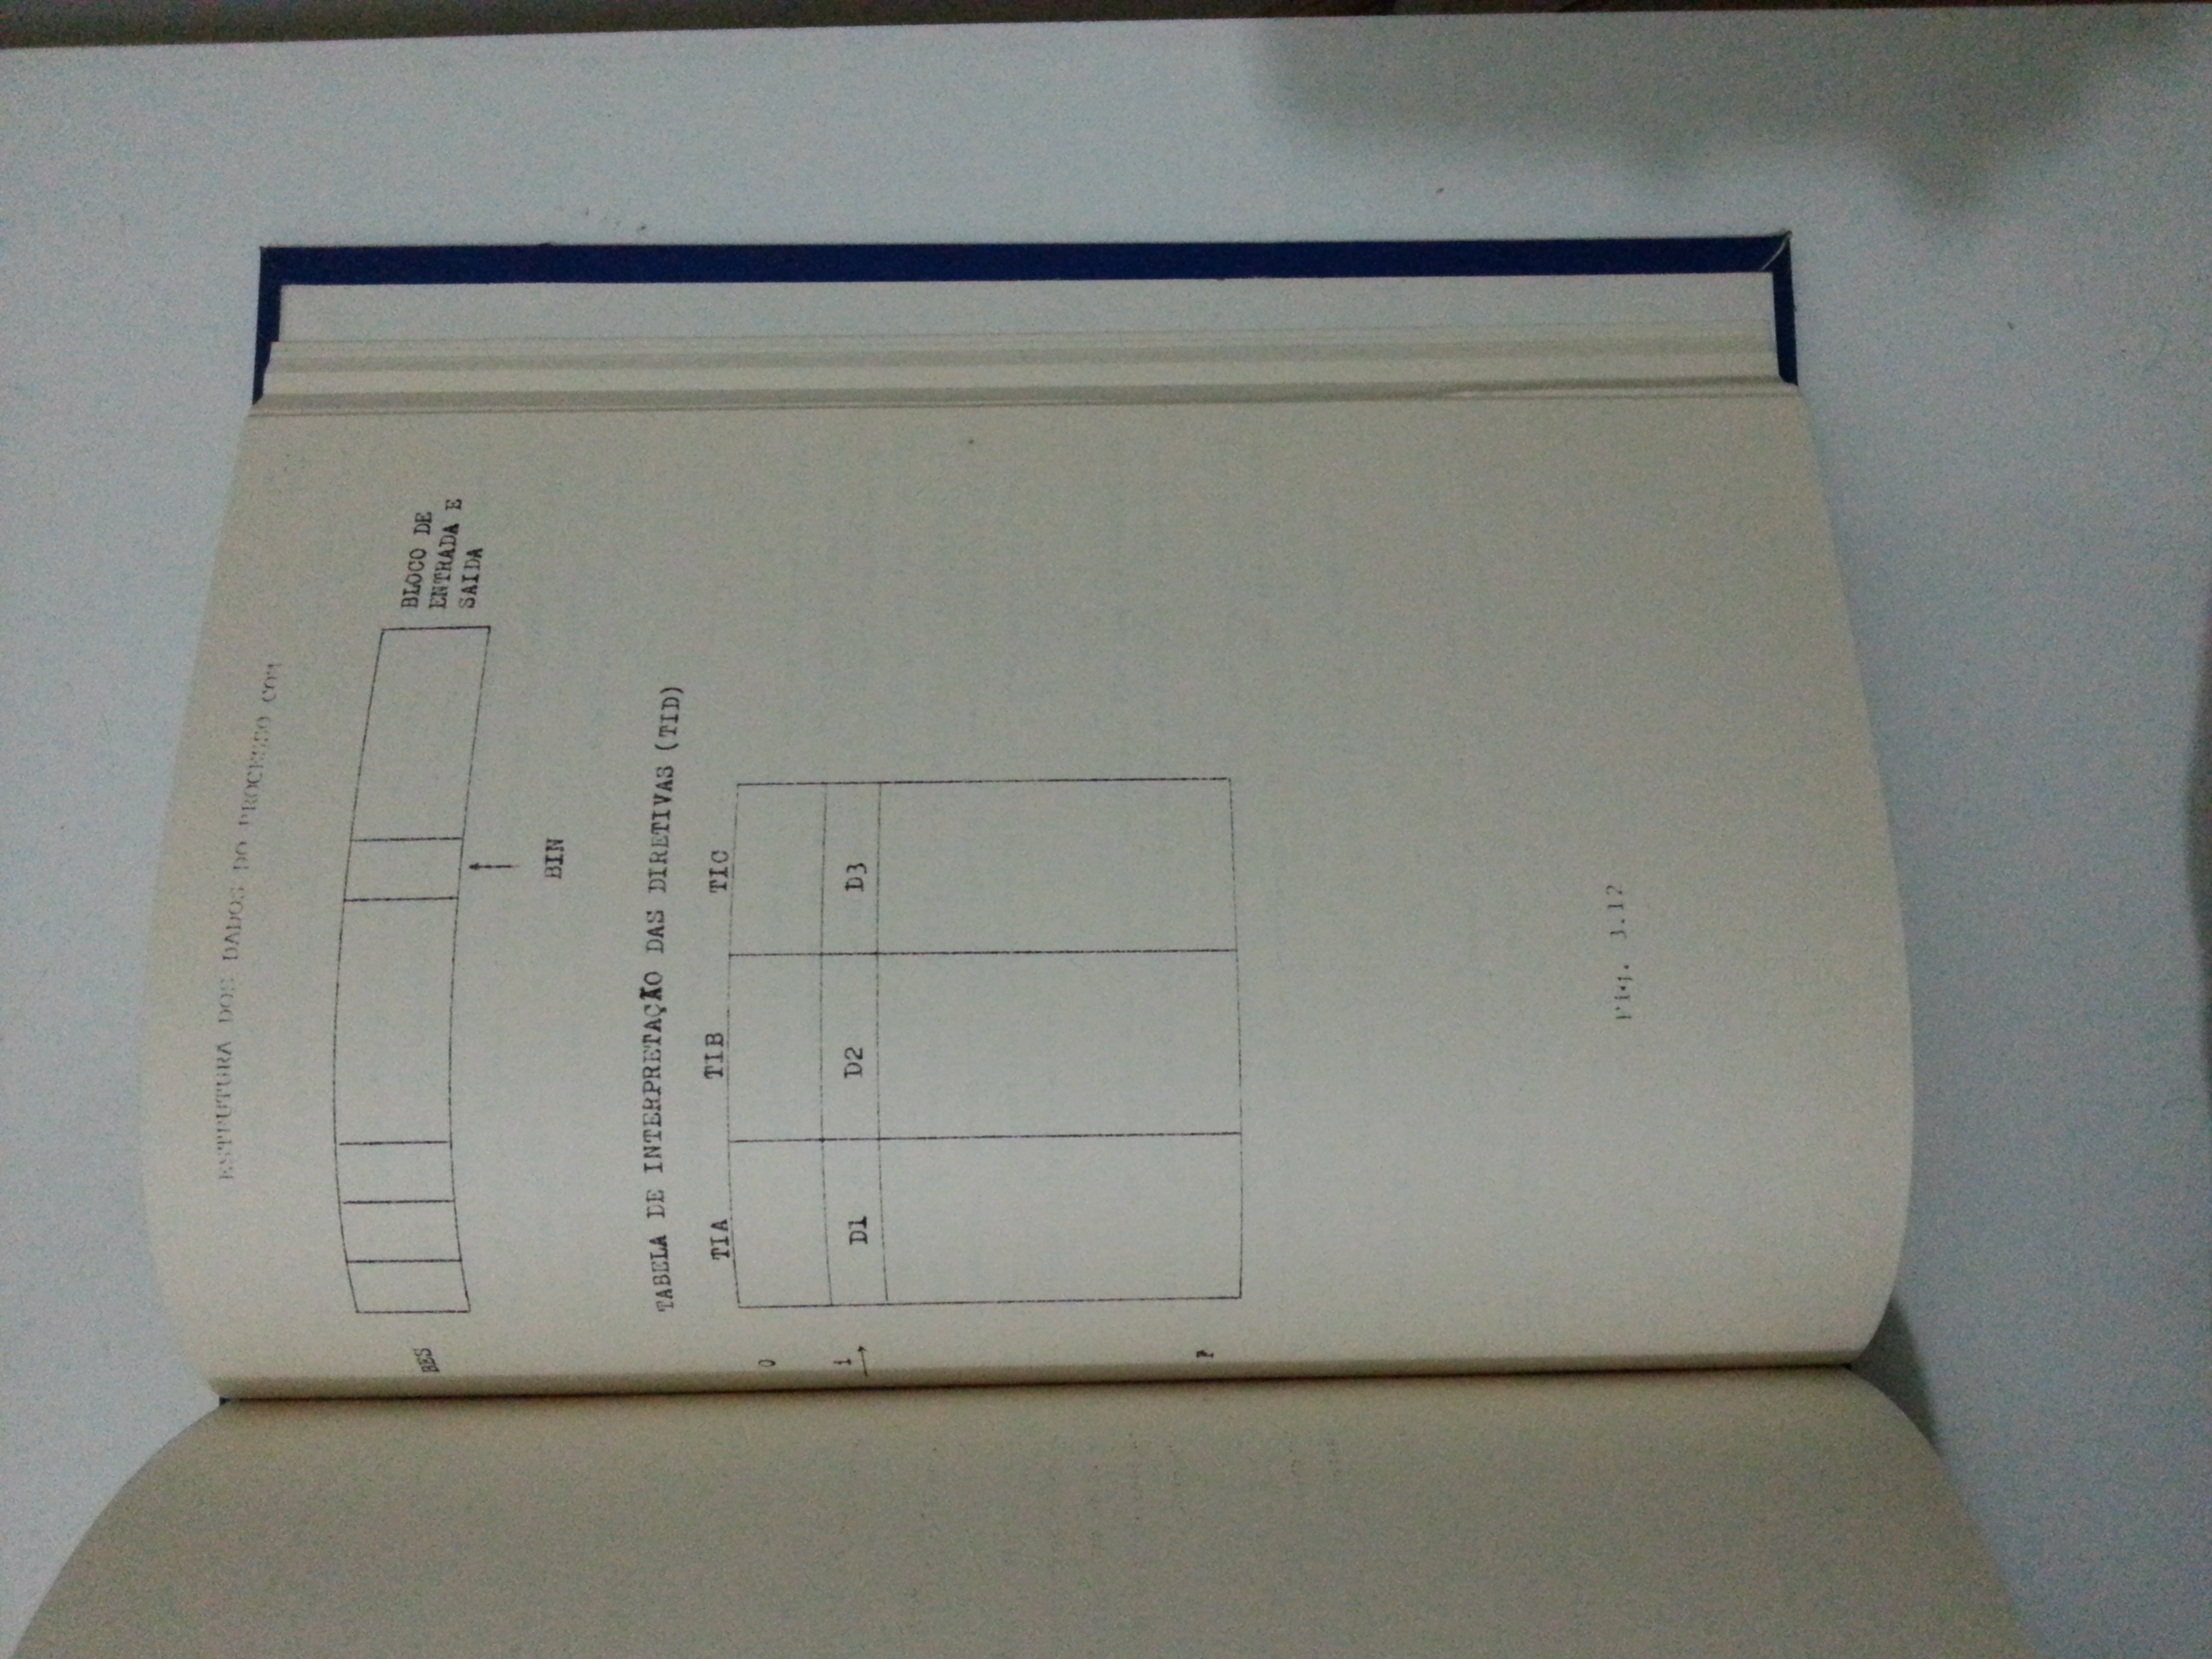 ESTRUTURA DOS DADOS DO PROCESSO COM
BES
BLOCO DE
ENTRADA E
SAIDA
BIN
TABELA DE INTERPRETAÇÃO DAS DIRETIVAS (TID)
TIA TIB TIC
0
i
D1 D2 D3
P
Fig. 3.12